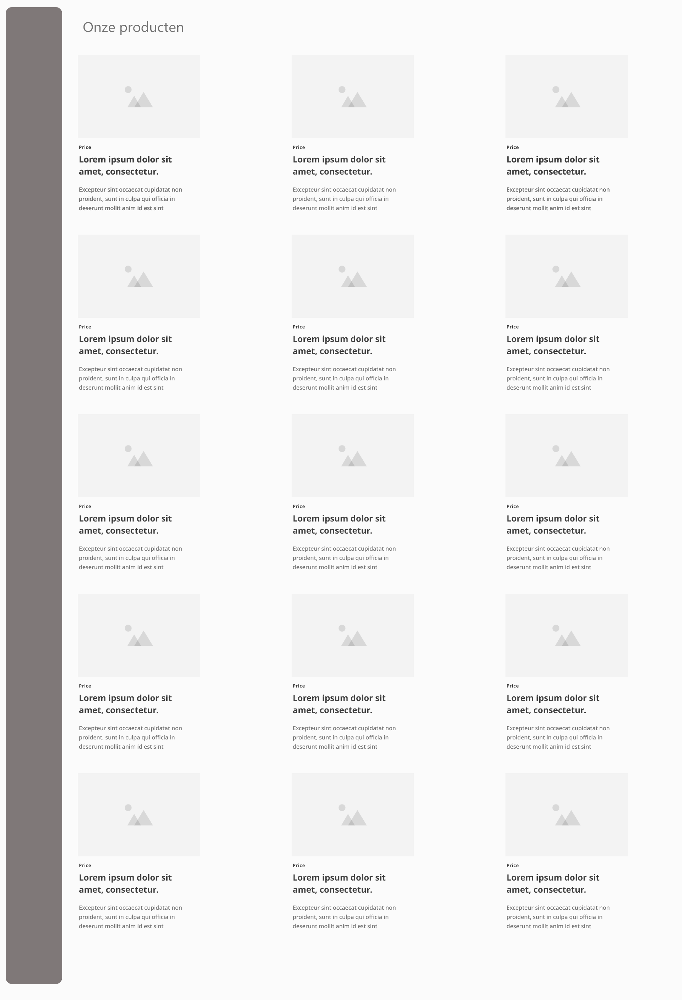 Onze producten
Price
Lorem ipsum dolor sit
amet, consectetur.
Excepteur sint occaecat cupidatat non
proident, sunt in culpa qui officia in
deserunt mollit anim id est sint
Price
Lorem ipsum dolor sit
amet, consectetur.
Excepteur sint occaecat cupidatat non
proident, sunt in culpa qui officia in
deserunt mollit anim id est sint
Price
Lorem ipsum dolor sit
amet, consectetur.
Excepteur sint occaecat cupidatat non
proident, sunt in culpa qui officia in
deserunt mollit anim id est sint
Price
Lorem ipsum dolor sit
amet, consectetur.
Excepteur sint occaecat cupidatat non
proident, sunt in culpa qui officia in
deserunt mollit anim id est sint
Price
Lorem ipsum dolor sit
amet, consectetur.
Excepteur sint occaecat cupidatat non
proident, sunt in culpa qui officia in
deserunt mollit anim id est sint
Price
Lorem ipsum dolor sit
amet, consectetur.
Excepteur sint occaecat cupidatat non
proident, sunt in culpa qui officia in
deserunt mollit anim id est sint
Price
Lorem ipsum dolor sit
amet, consectetur.
Excepteur sint occaecat cupidatat non
proident, sunt in culpa qui officia in
deserunt mollit anim id est sint
Price
Lorem ipsum dolor sit
amet, consectetur.
Excepteur sint occaecat cupidatat non
proident, sunt in culpa qui officia in
deserunt mollit anim id est sint
Price
Lorem ipsum dolor sit
amet, consectetur.
Excepteur sint occaecat cupidatat non
proident, sunt in culpa qui officia in
deserunt mollit anim id est sint
Price
Lorem ipsum dolor sit
amet, consectetur.
Excepteur sint occaecat cupidatat non
proident, sunt in culpa qui officia in
deserunt mollit anim id est sint
Price
Lorem ipsum dolor sit
amet, consectetur.
Excepteur sint occaecat cupidatat non
proident, sunt in culpa qui officia in
deserunt mollit anim id est sint
Price
Lorem ipsum dolor sit
amet, consectetur.
Excepteur sint occaecat cupidatat non
proident, sunt in culpa qui officia in
deserunt mollit anim id est sint
Price
Lorem ipsum dolor sit
amet, consectetur.
Excepteur sint occaecat cupidatat non
proident, sunt in culpa qui officia in
deserunt mollit anim id est sint
Price
Lorem ipsum dolor sit
amet, consectetur.
Excepteur sint occaecat cupidatat non
proident, sunt in culpa qui officia in
deserunt mollit anim id est sint
Price
Lorem ipsum dolor sit
amet, consectetur.
Excepteur sint occaecat cupidatat non
proident, sunt in culpa qui officia in
deserunt mollit anim id est sint